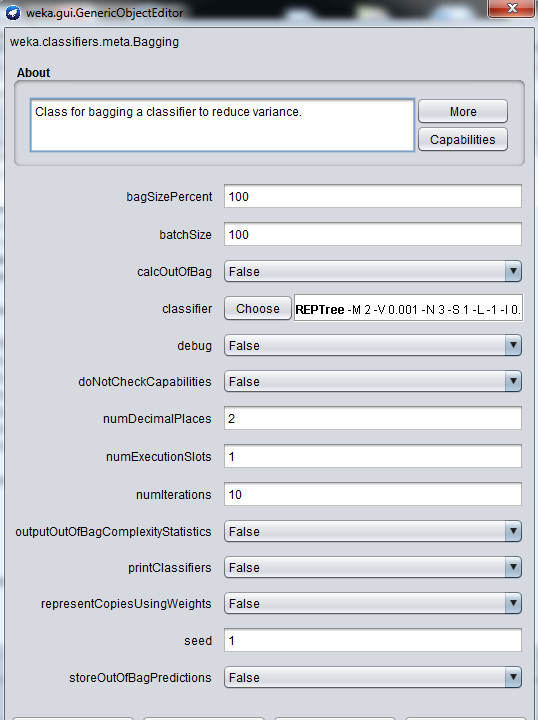 weka.gui.GenericObjectEditor
weka.classifiers.meta.Bagging
About
Class for bagging a classifier to reduce variance.
More
Capabilities
bagSizePercent 100
batchSize 100
calcOutOfBag False
classifier Choose REPTree -M 2 -V 0.001 -N 3 -S 1 -L -1 -I 0.
debug False
doNotCheckCapabilities False
numDecimalPlaces 2
numExecutionSlots 1
numIterations 10
outputOutOfBagComplexityStatistics False
printClassifiers False
representCopiesUsingWeights False
seed 1
storeOutOfBagPredictions False